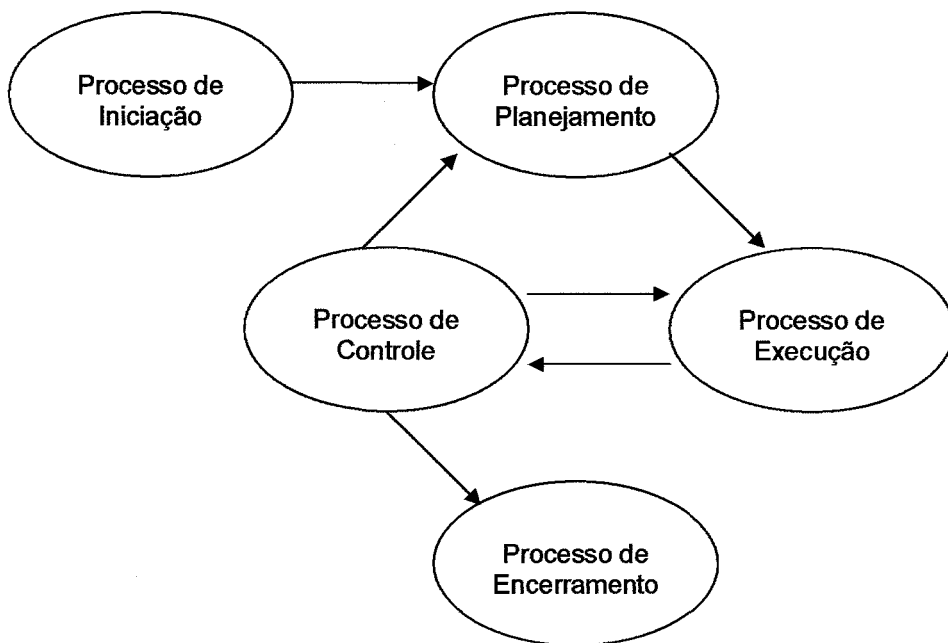 Processo de
Iniciação
Processo de
Planejamento
Processo de
Controle
Processo de
Execução
Processo de
Encerramento